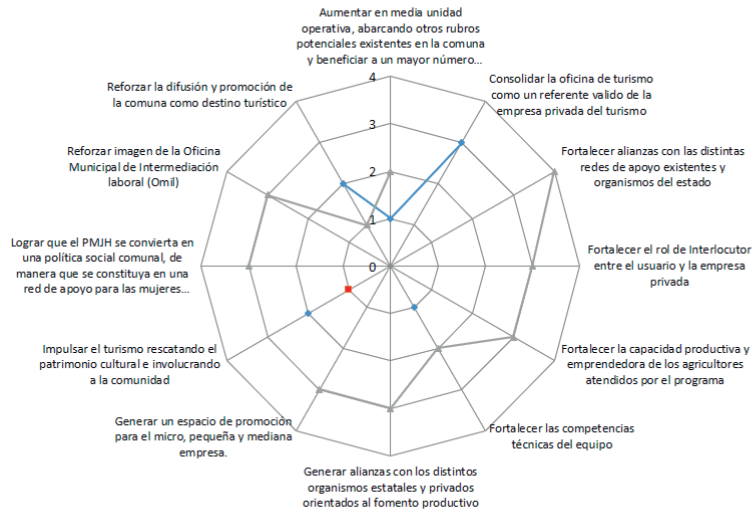 Aumentar en media unidad
operativa, abarcando otros rubros
potenciales existentes en la comuna
y beneficiar a un mayor número...
Consolidar la oficina de turismo
como un referente valido de la
empresa privada del turismo
Fortalecer alianzas con las distintas
redes de apoyo existentes y
organismos del estado
Fortalecer el rol de Interlocutor
entre el usuario y la empresa
privada
Fortalecer la capacidad productiva y
emprendedora de los agricultores
atendidos por el programa
Fortalecer las competencias
técnicas del equipo
Generar alianzas con los distintos
organismos estatales y privados
orientados al fomento productivo
Generar un espacio de promoción
para el micro, pequeña y mediana
empresa.
Impulsar el turismo rescatando el
patrimonio cultural e involucrando
a la comunidad
Lograr que el PMJH se convierta en
una política social comunal, de
manera que se constituya en una
red de apoyo para las mujeres...
Reforzar imagen de la Oficina
Municipal de Intermediación
laboral (Omil)
Reforzar la difusión y promoción de
la comuna como destino turístico
4
3
2
1
0